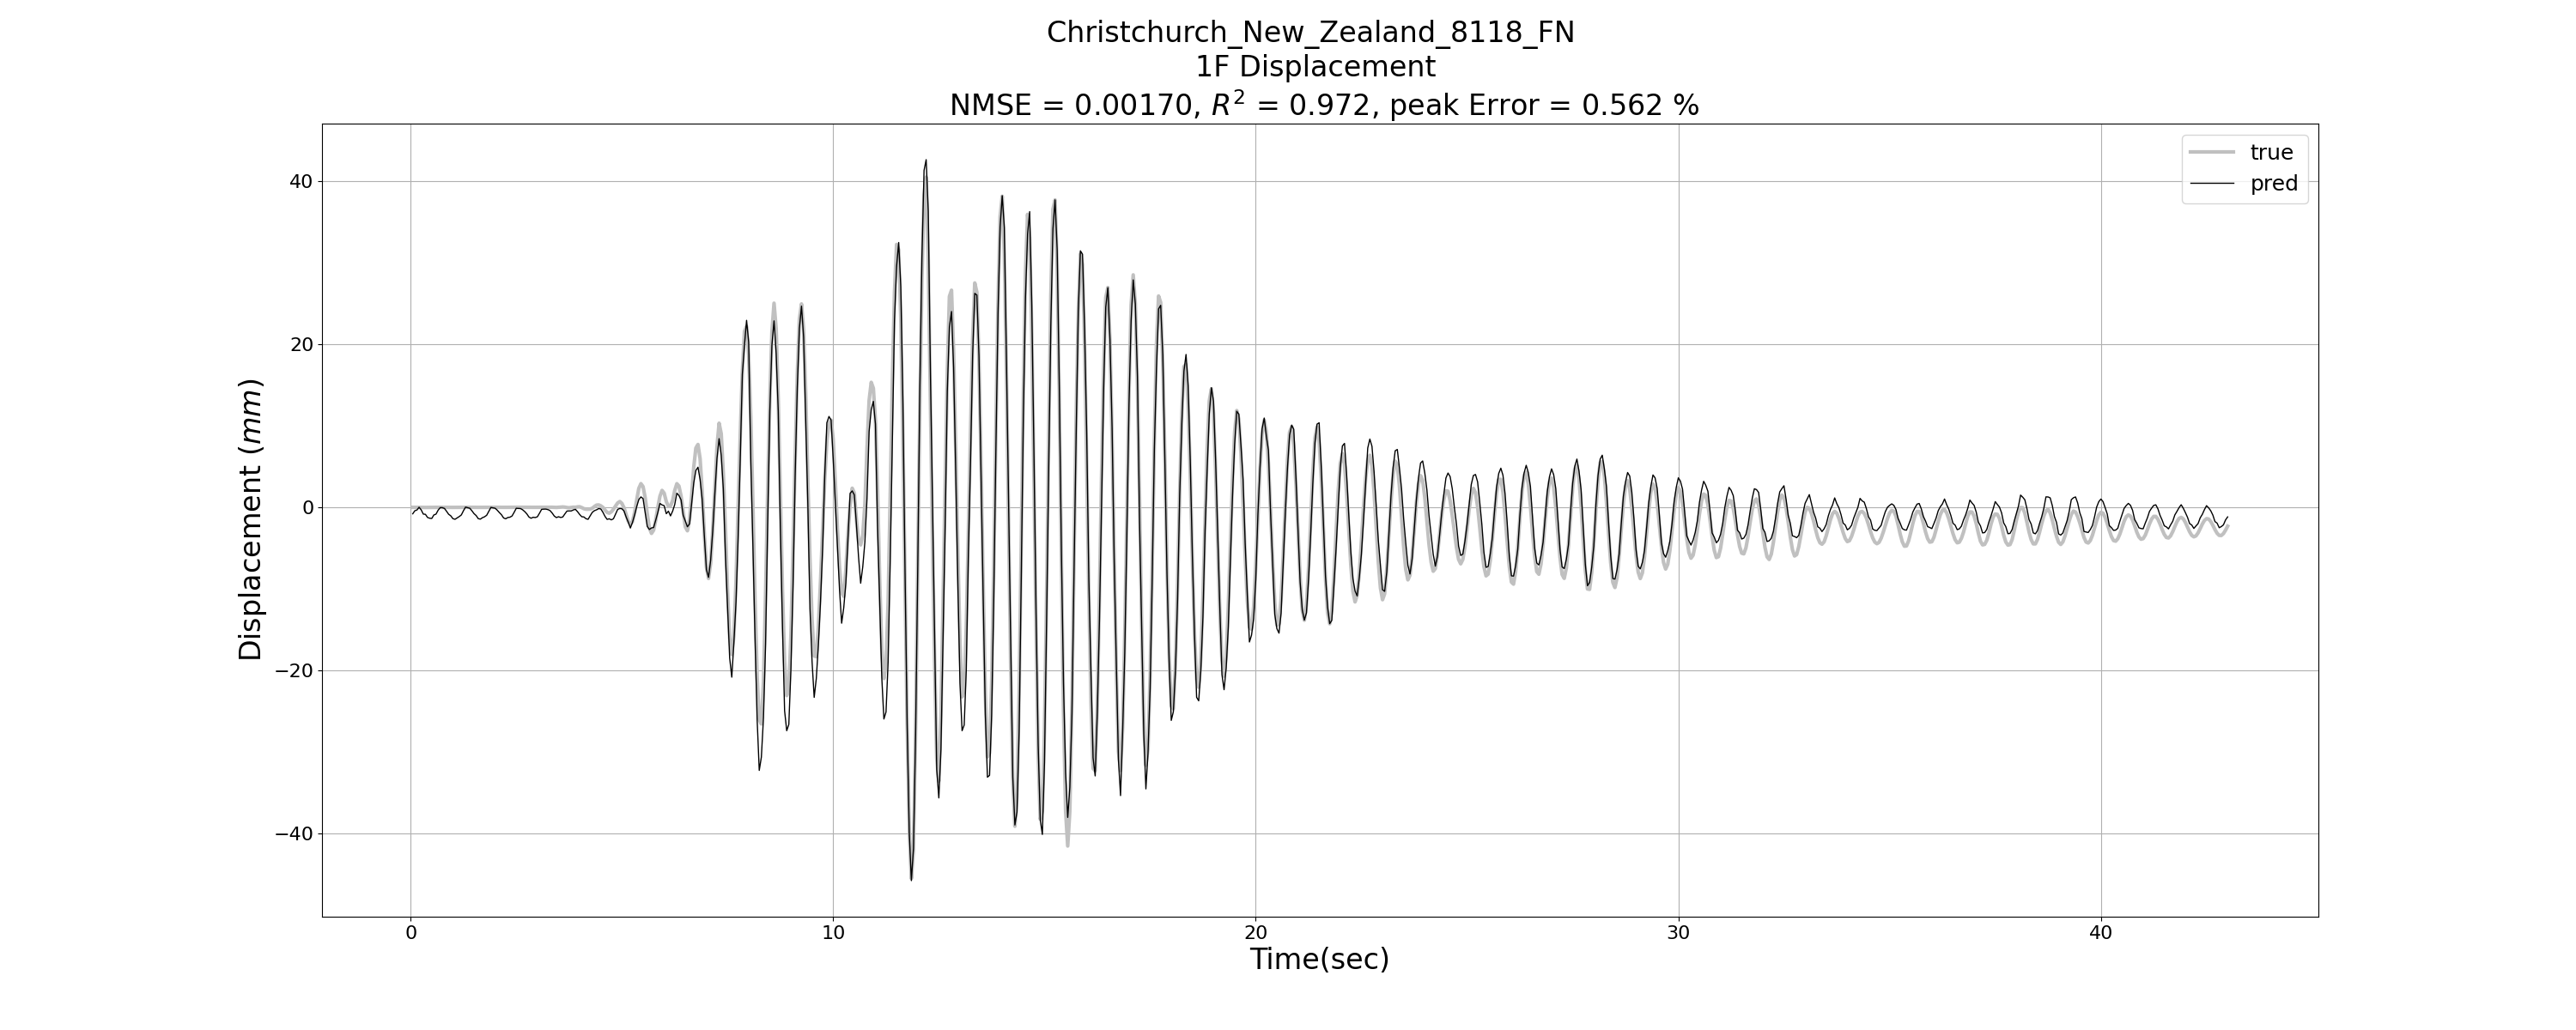 Christchurch_New_Zealand_8118_FN
1F Displacement
NMSE = 0.00170, R² = 0.972, peak Error = 0.562 %
true
pred
40
20
0
−20
−40
Displacement (mm)
0 10 20 30 40
Time(sec)